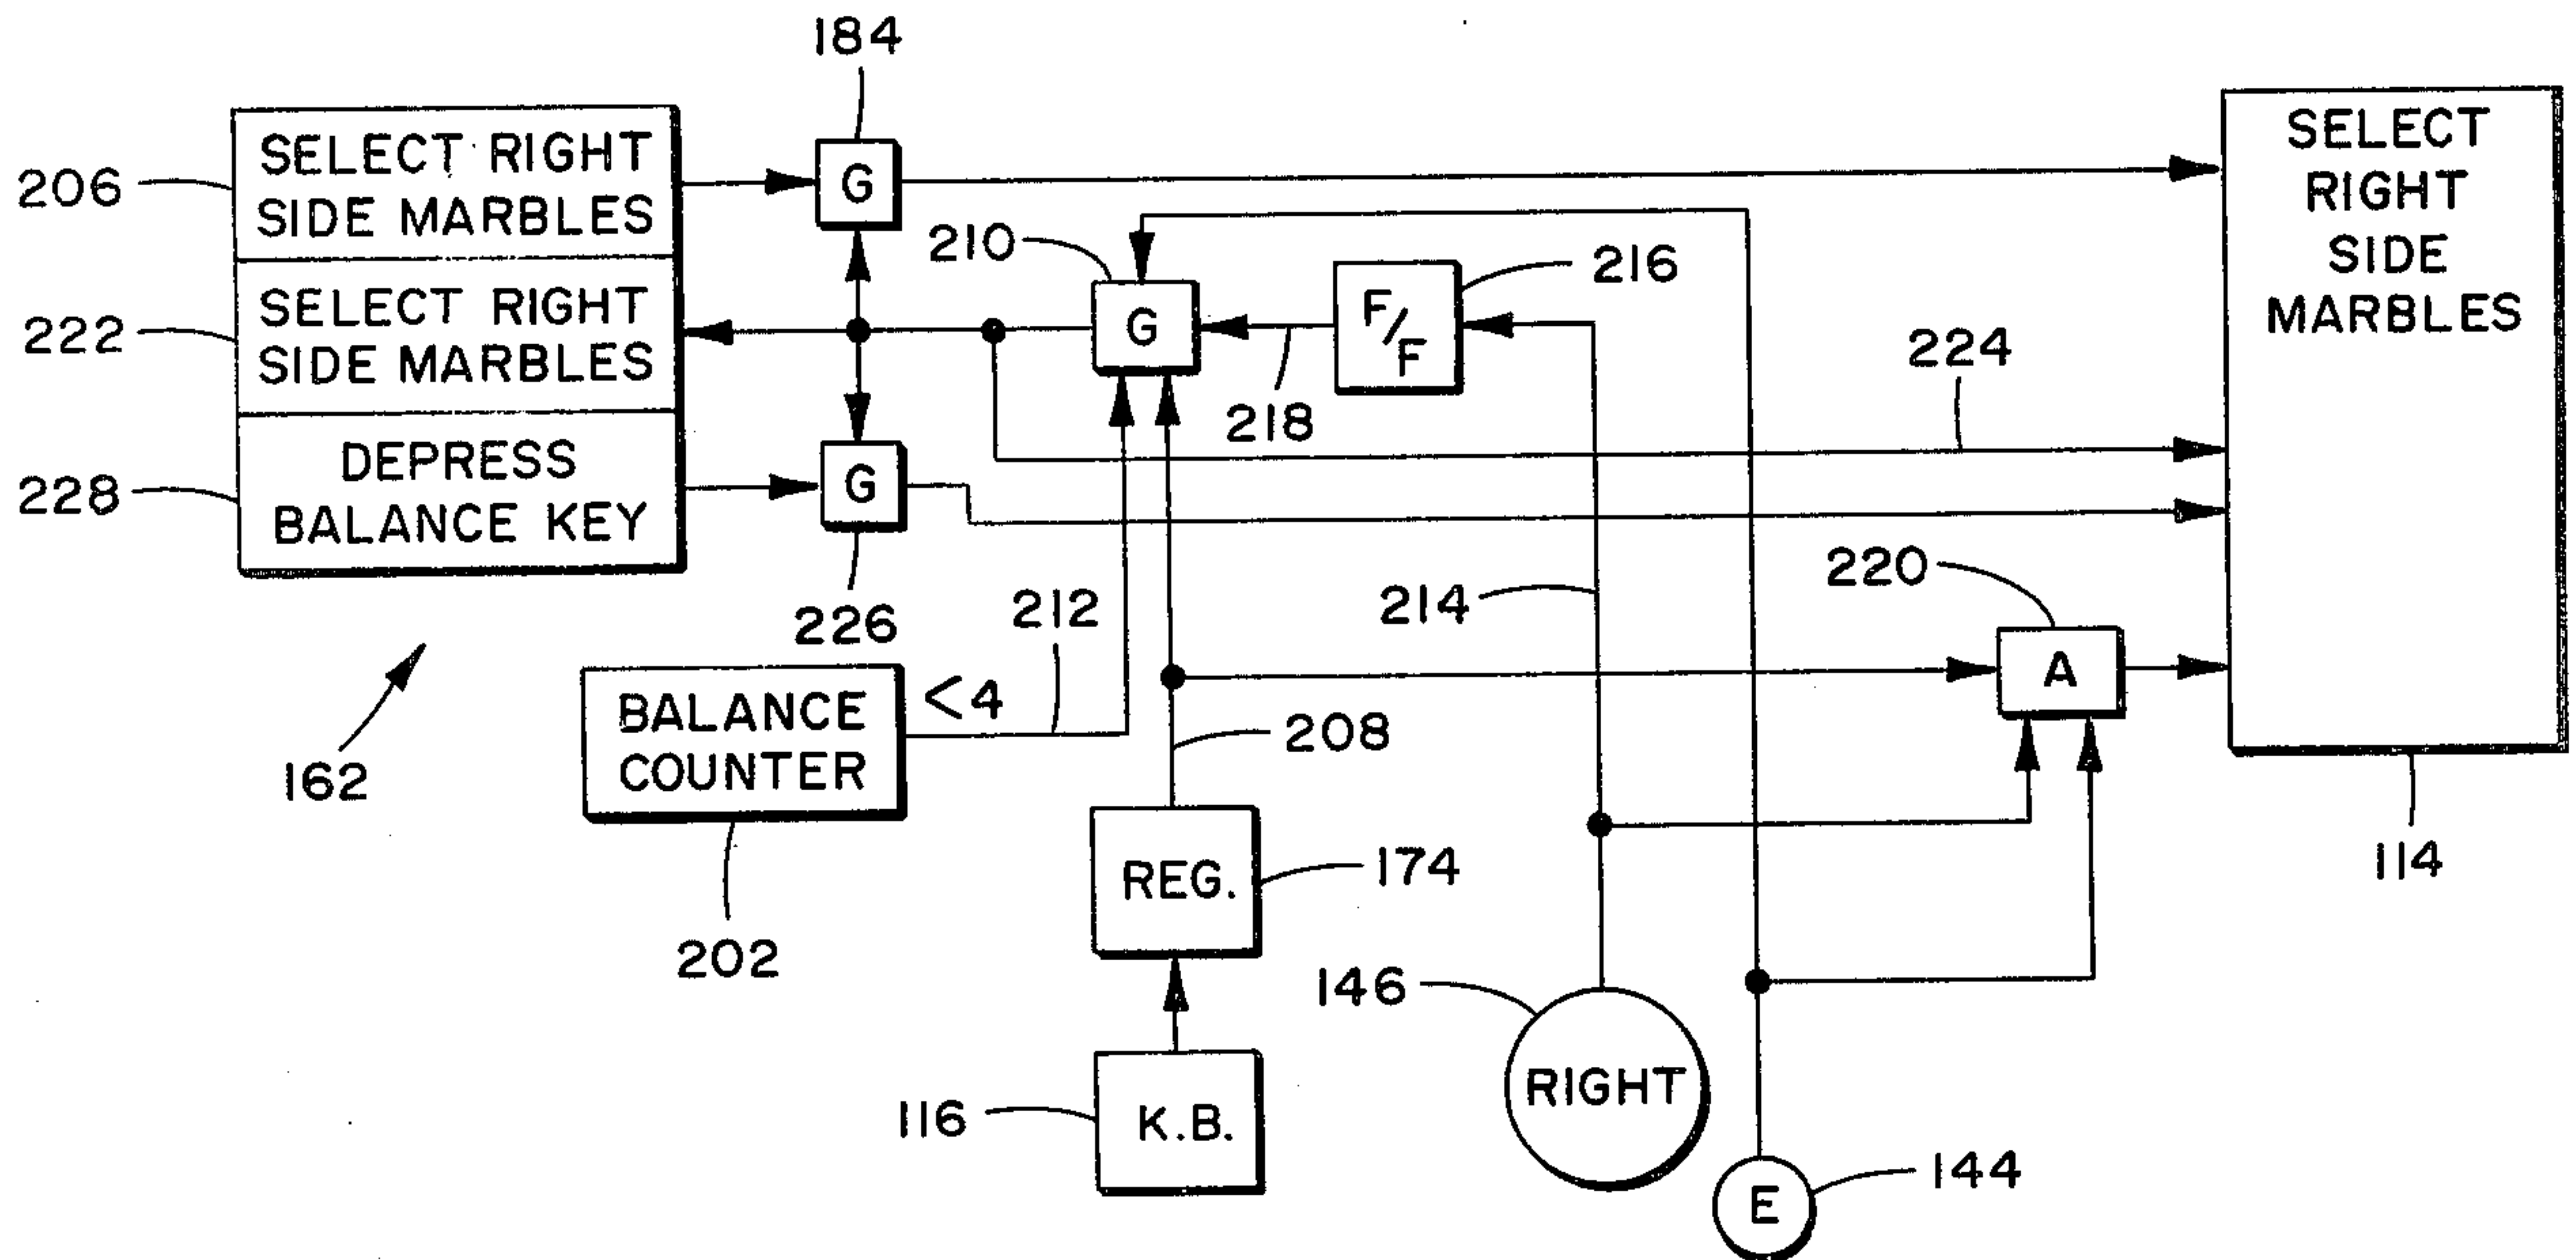 184
SELECT RIGHT
SIDE MARBLES
206
G
SELECT
RIGHT
SIDE
MARBLES
210
216
SELECT RIGHT
SIDE MARBLES
222
G
F/F
218
224
DEPRESS
BALANCE KEY
228
G
226
212
214
220
162
BALANCE
COUNTER
<4
208
A
202
REG.
174
146
114
116
K.B.
RIGHT
144
E